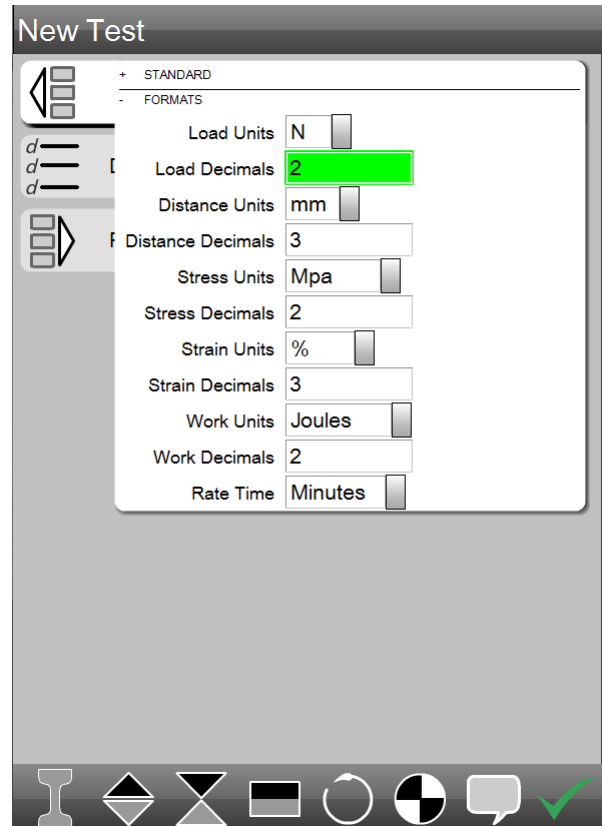 New Test
+ STANDARD
- FORMATS
Load Units N
Load Decimals 2
Distance Units mm
Distance Decimals 3
Stress Units Mpa
Stress Decimals 2
Strain Units %
Strain Decimals 3
Work Units Joules
Work Decimals 2
Rate Time Minutes
d
d
d